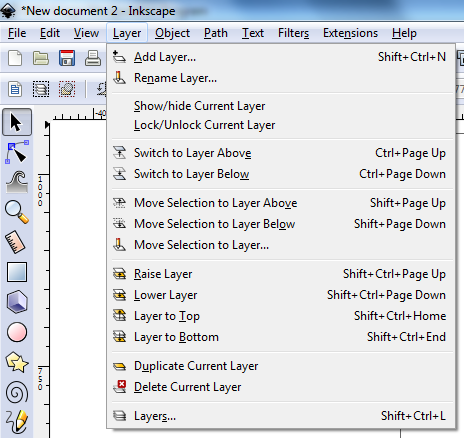 *New document 2 - Inkscape
File Edit View Layer Object Path Text Filters Extensions Help
Add Layer... Shift+Ctrl+N
Rename Layer...
Show/hide Current Layer
Lock/Unlock Current Layer
Switch to Layer Above Ctrl+Page Up
Switch to Layer Below Ctrl+Page Down
Move Selection to Layer Above Shift+Page Up
Move Selection to Layer Below Shift+Page Down
Move Selection to Layer...
Raise Layer Shift+Ctrl+Page Up
Lower Layer Shift+Ctrl+Page Down
Layer to Top Shift+Ctrl+Home
Layer to Bottom Shift+Ctrl+End
Duplicate Current Layer
Delete Current Layer
Layers... Shift+Ctrl+L
1000
750